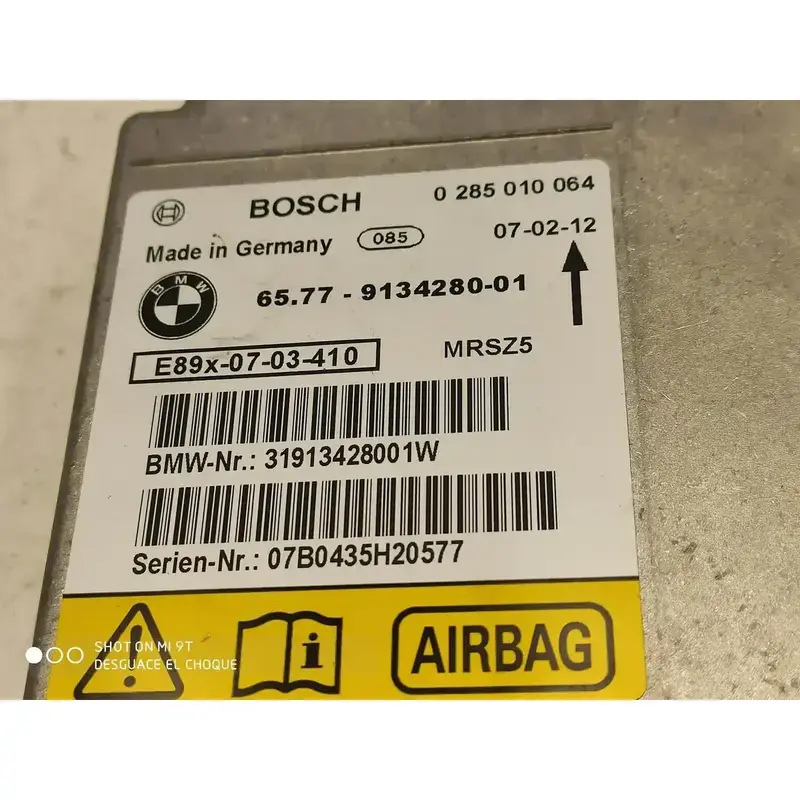 BOSCH 0 285 010 064
Made in Germany 085 07-02-12
BMW 65.77 - 9134280-01
E89x-07-03-410 MRSZ5
BMW-Nr.: 31913428001W
Serien-Nr.: 07B0435H20577
! i AIRBAG
SHOT ON MI 9T
DESGUACE EL CHOQUE